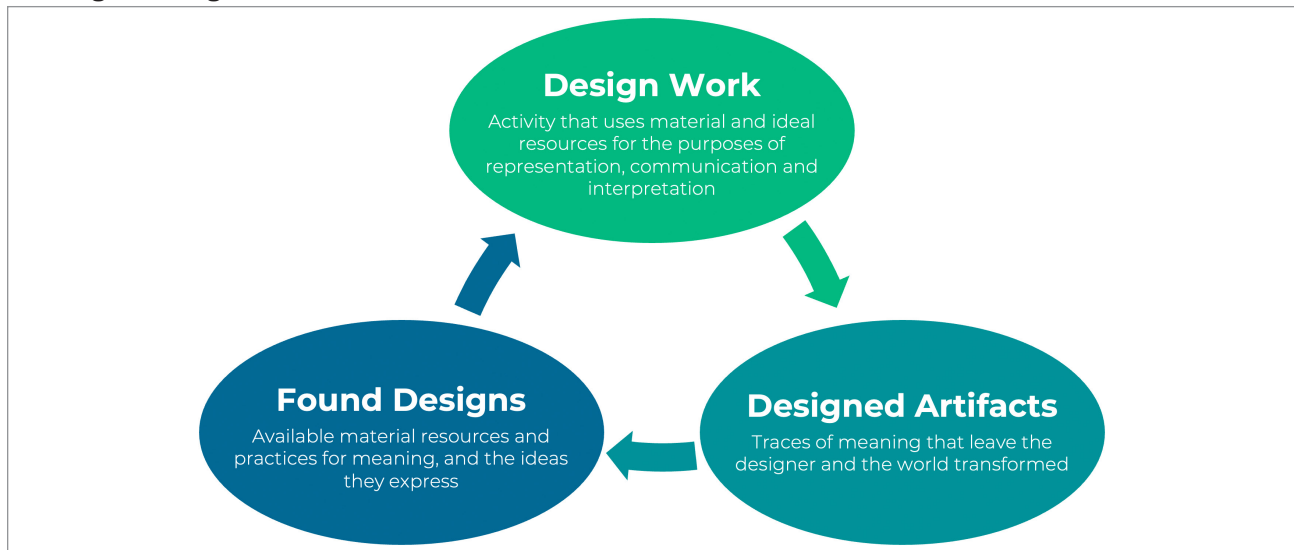 Design Work
Activity that uses material and ideal
resources for the purposes of
representation, communication and
interpretation
Found Designs
Available material resources and
practices for meaning, and the ideas
they express
Designed Artifacts
Traces of meaning that leave the
designer and the world transformed